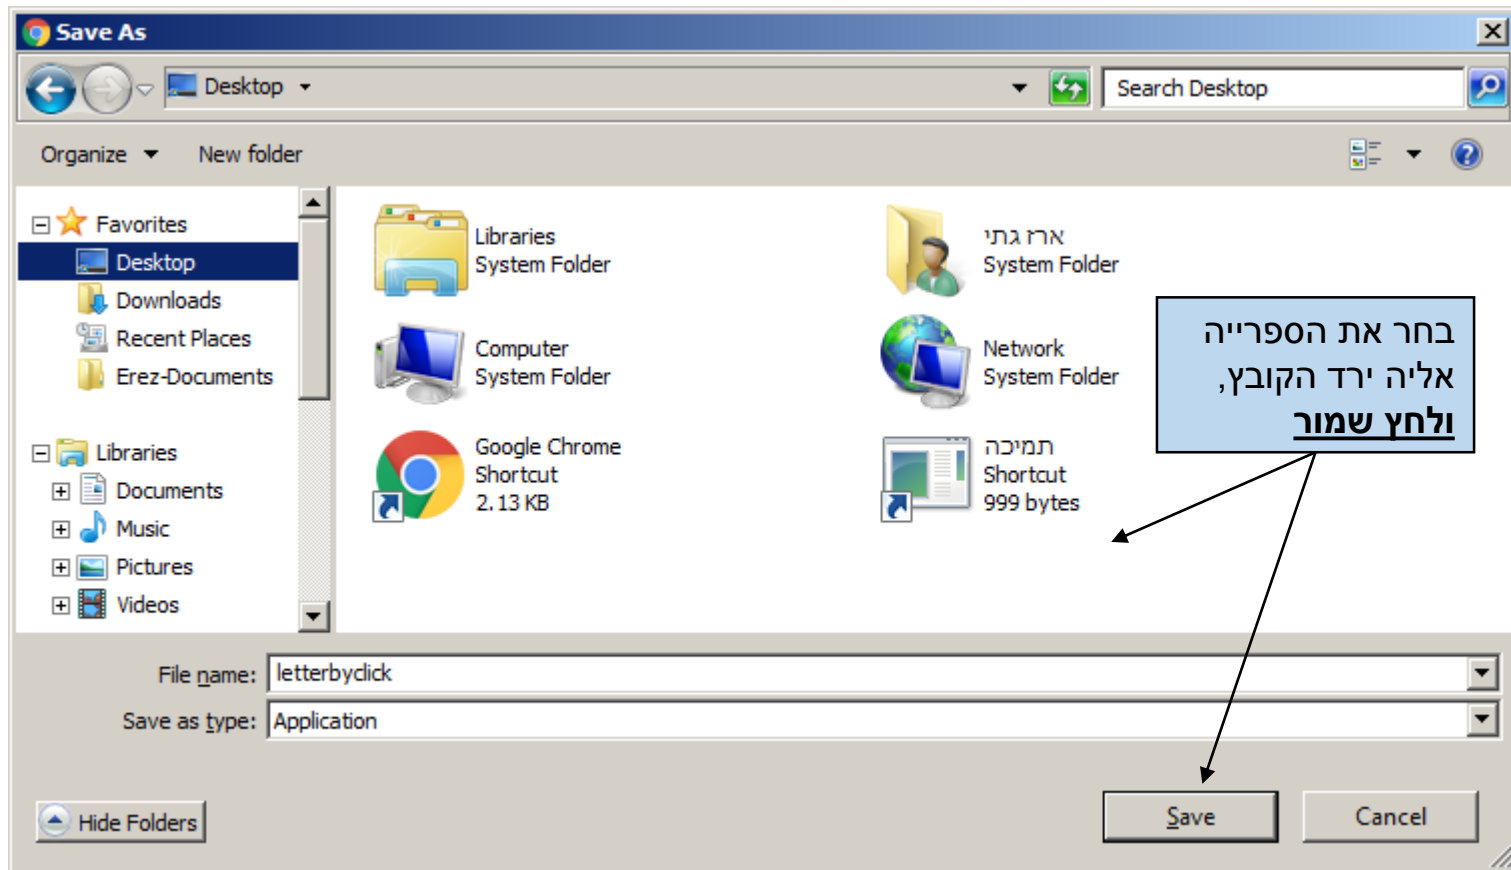 Save As
Desktop
Search Desktop
Organize
New folder
Favorites
Desktop
Downloads
Recent Places
Erez-Documents
Libraries
Documents
Music
Pictures
Videos
Libraries
System Folder
ארז גתי
System Folder
Computer
System Folder
Network
System Folder
Google Chrome
Shortcut
2.13 KB
תמיכה
Shortcut
999 bytes
בחר את הספרייה
אליה ירד הקובץ,
ולחץ שמור
File name: letterbyclick
Save as type: Application
Hide Folders
Save
Cancel